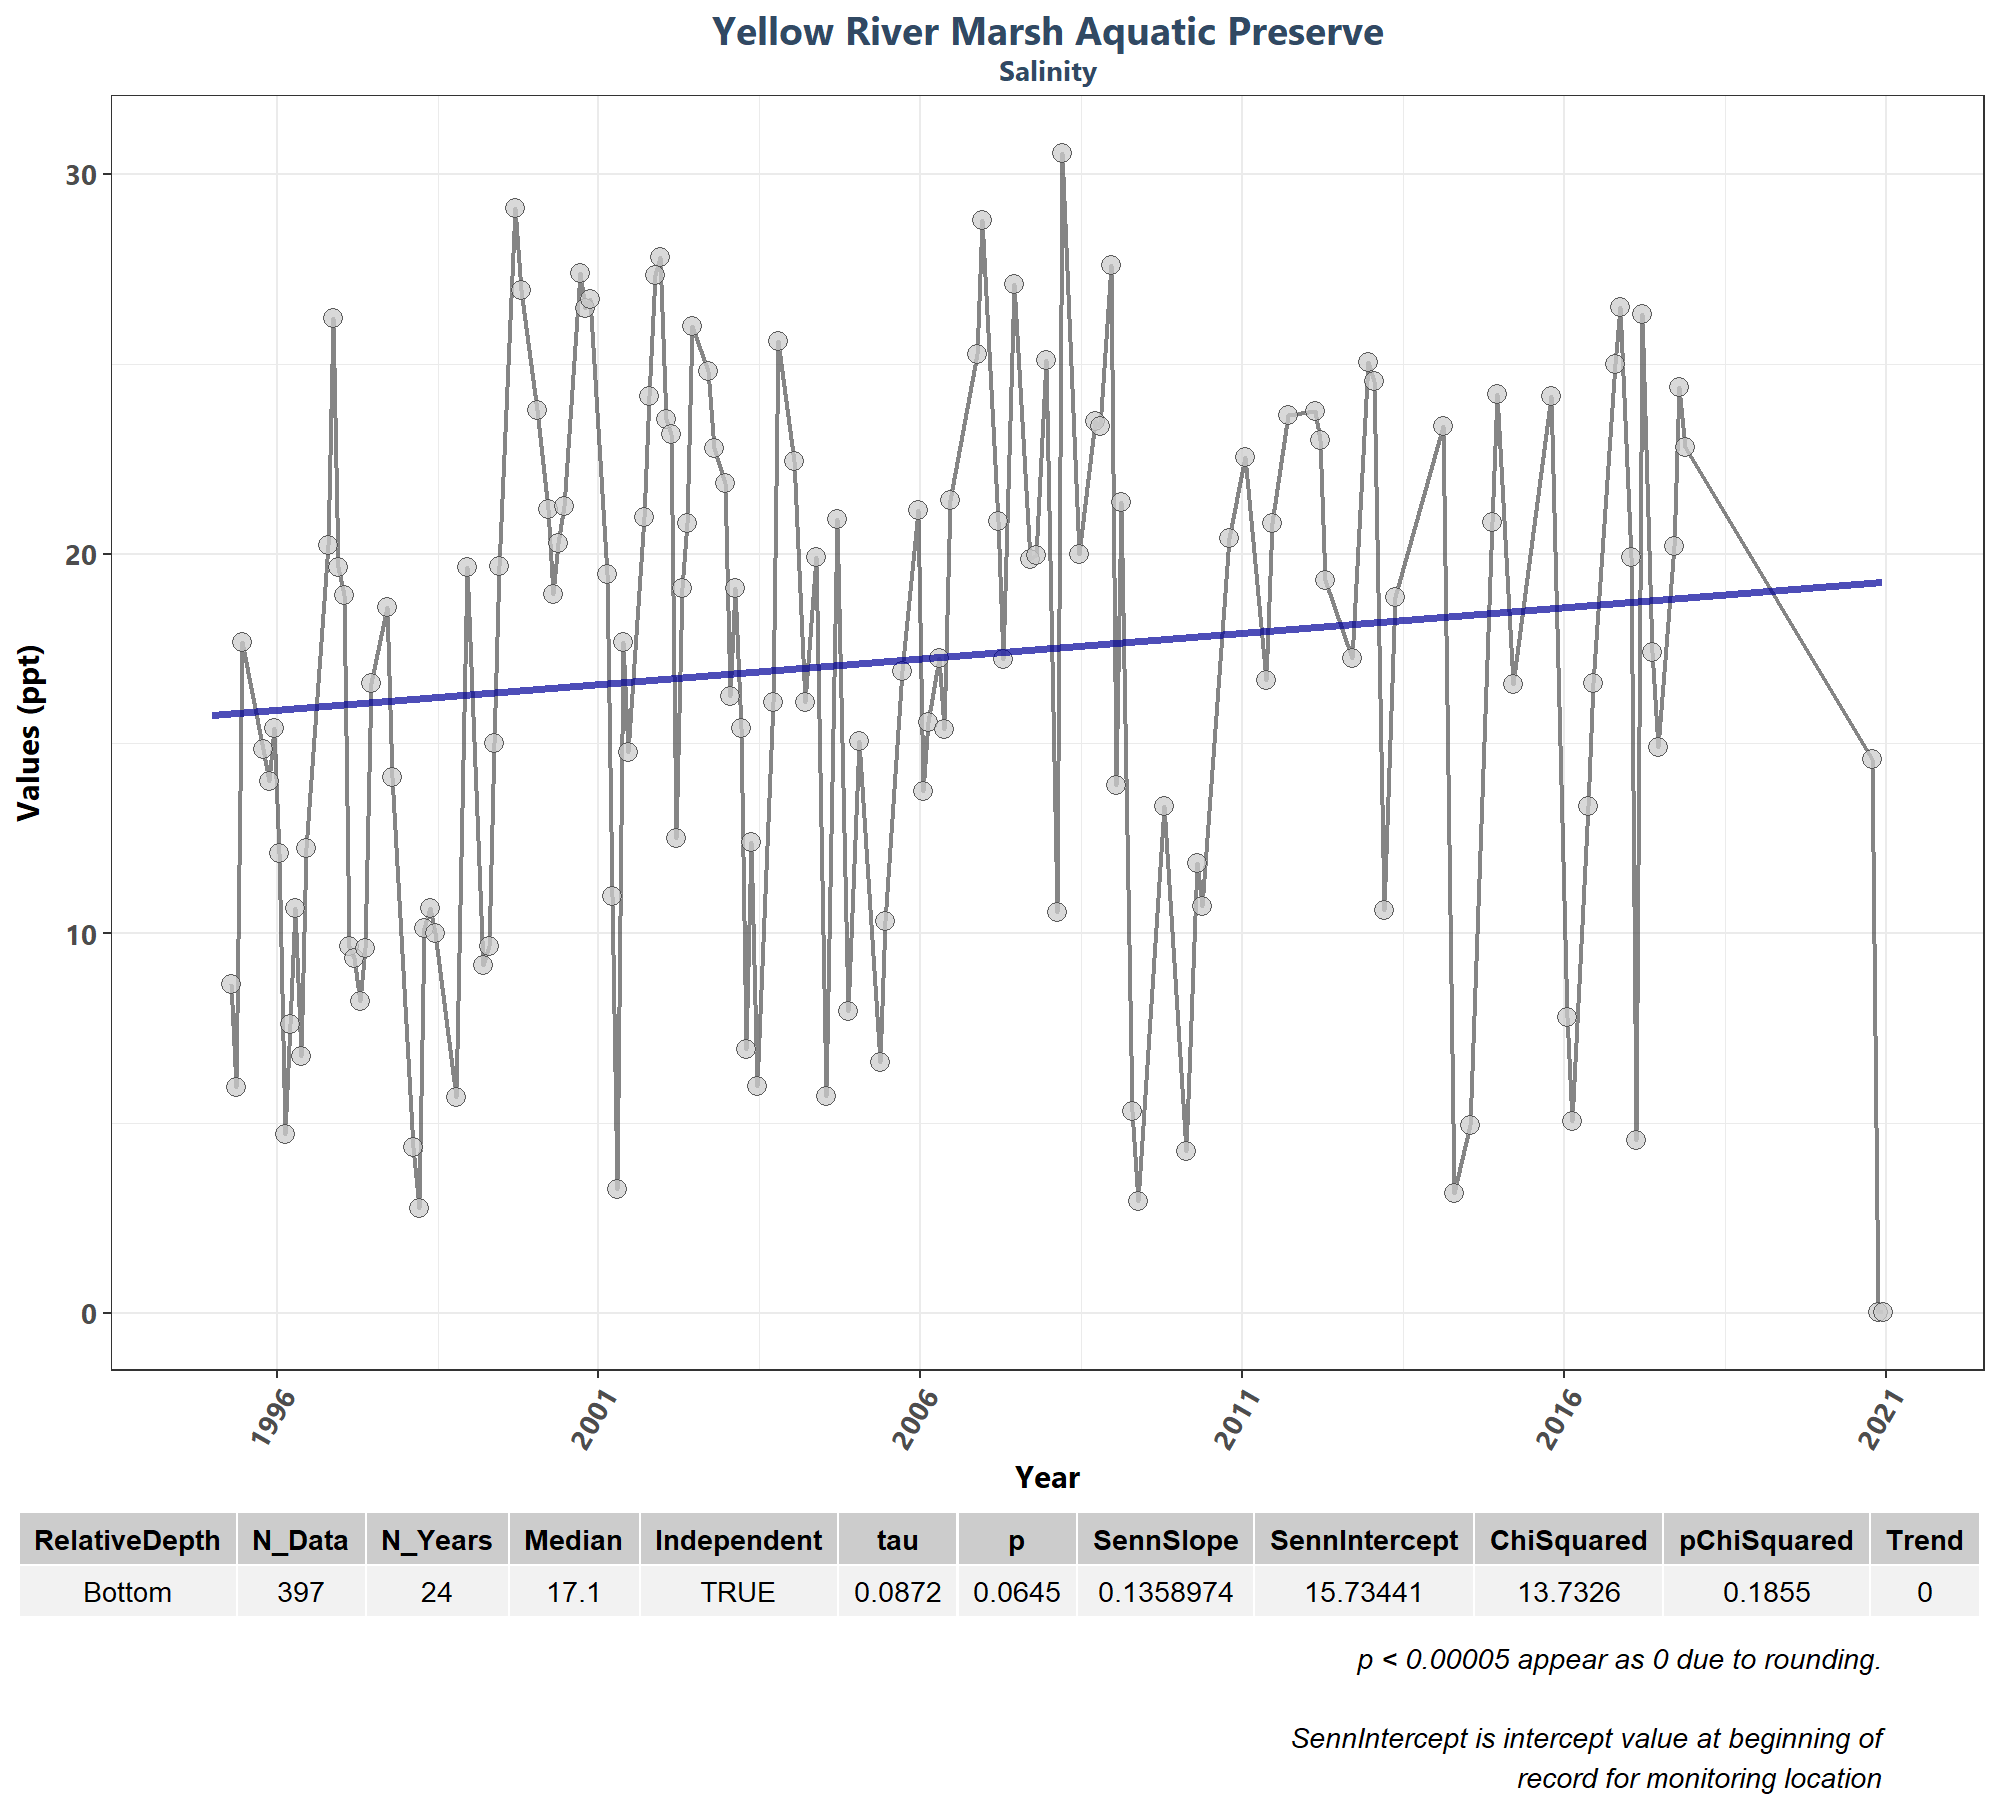 Yellow River Marsh Aquatic Preserve
Salinity
Values (ppt)
30
20
10
0
1996 2001 2006 2011 2016 2021
Year
RelativeDepth N_Data N_Years Median Independent tau p SennSlope SennIntercept ChiSquared pChiSquared Trend
Bottom 397 24 17.1 TRUE 0.0872 0.0645 0.1358974 15.73441 13.7326 0.1855 0
p < 0.00005 appear as 0 due to rounding.
SennIntercept is intercept value at beginning of
record for monitoring location